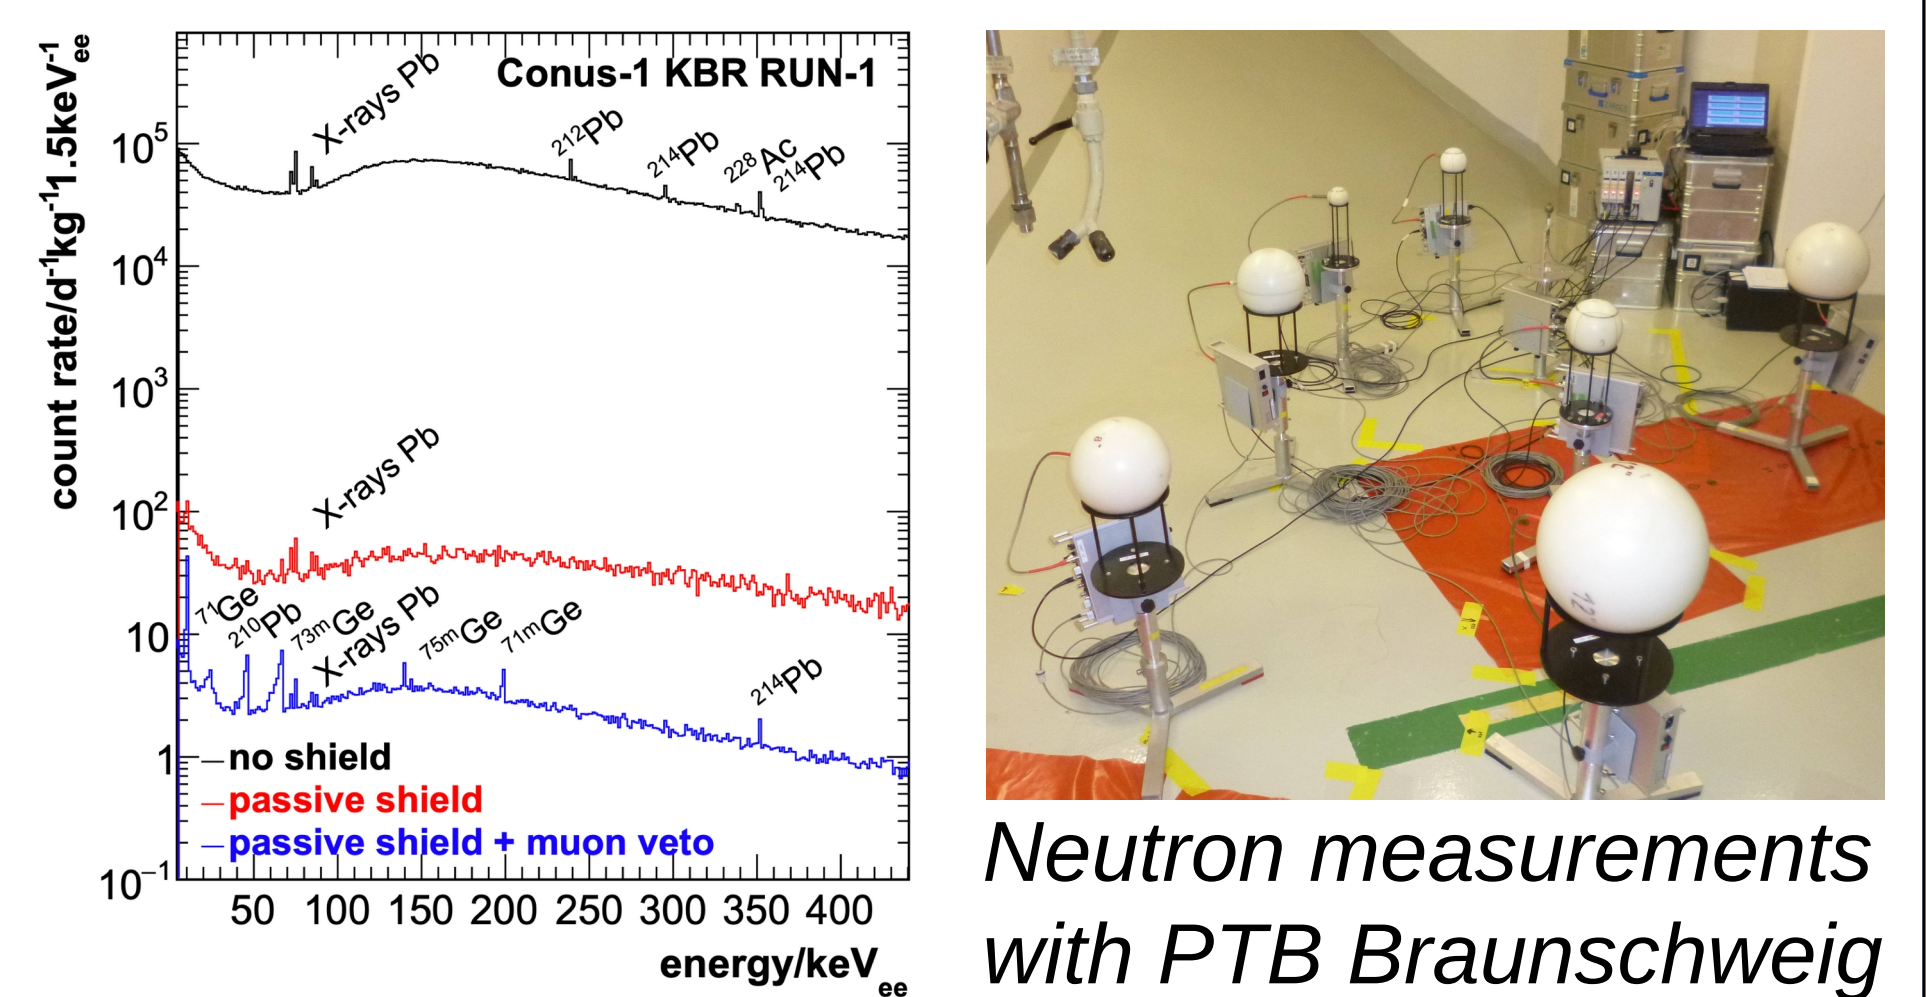 Conus-1 KBR RUN-1
count rate/d⁻¹kg⁻¹1.5keV⁻¹ee
10⁵
10⁴
10³
10²
10
1
10⁻¹
X-rays Pb
²¹²Pb
²¹⁴Pb
²²⁸Ac
²¹⁴Pb
X-rays Pb
⁷¹Ge
²¹⁰Pb
⁷³ᵐGe
X-rays Pb
⁷⁵ᵐGe
⁷¹ᵐGe
²¹⁴Pb
no shield
passive shield
passive shield + muon veto
50 100 150 200 250 300 350 400
energy/keVee
8"
12"
12"
Neutron measurements
with PTB Braunschweig